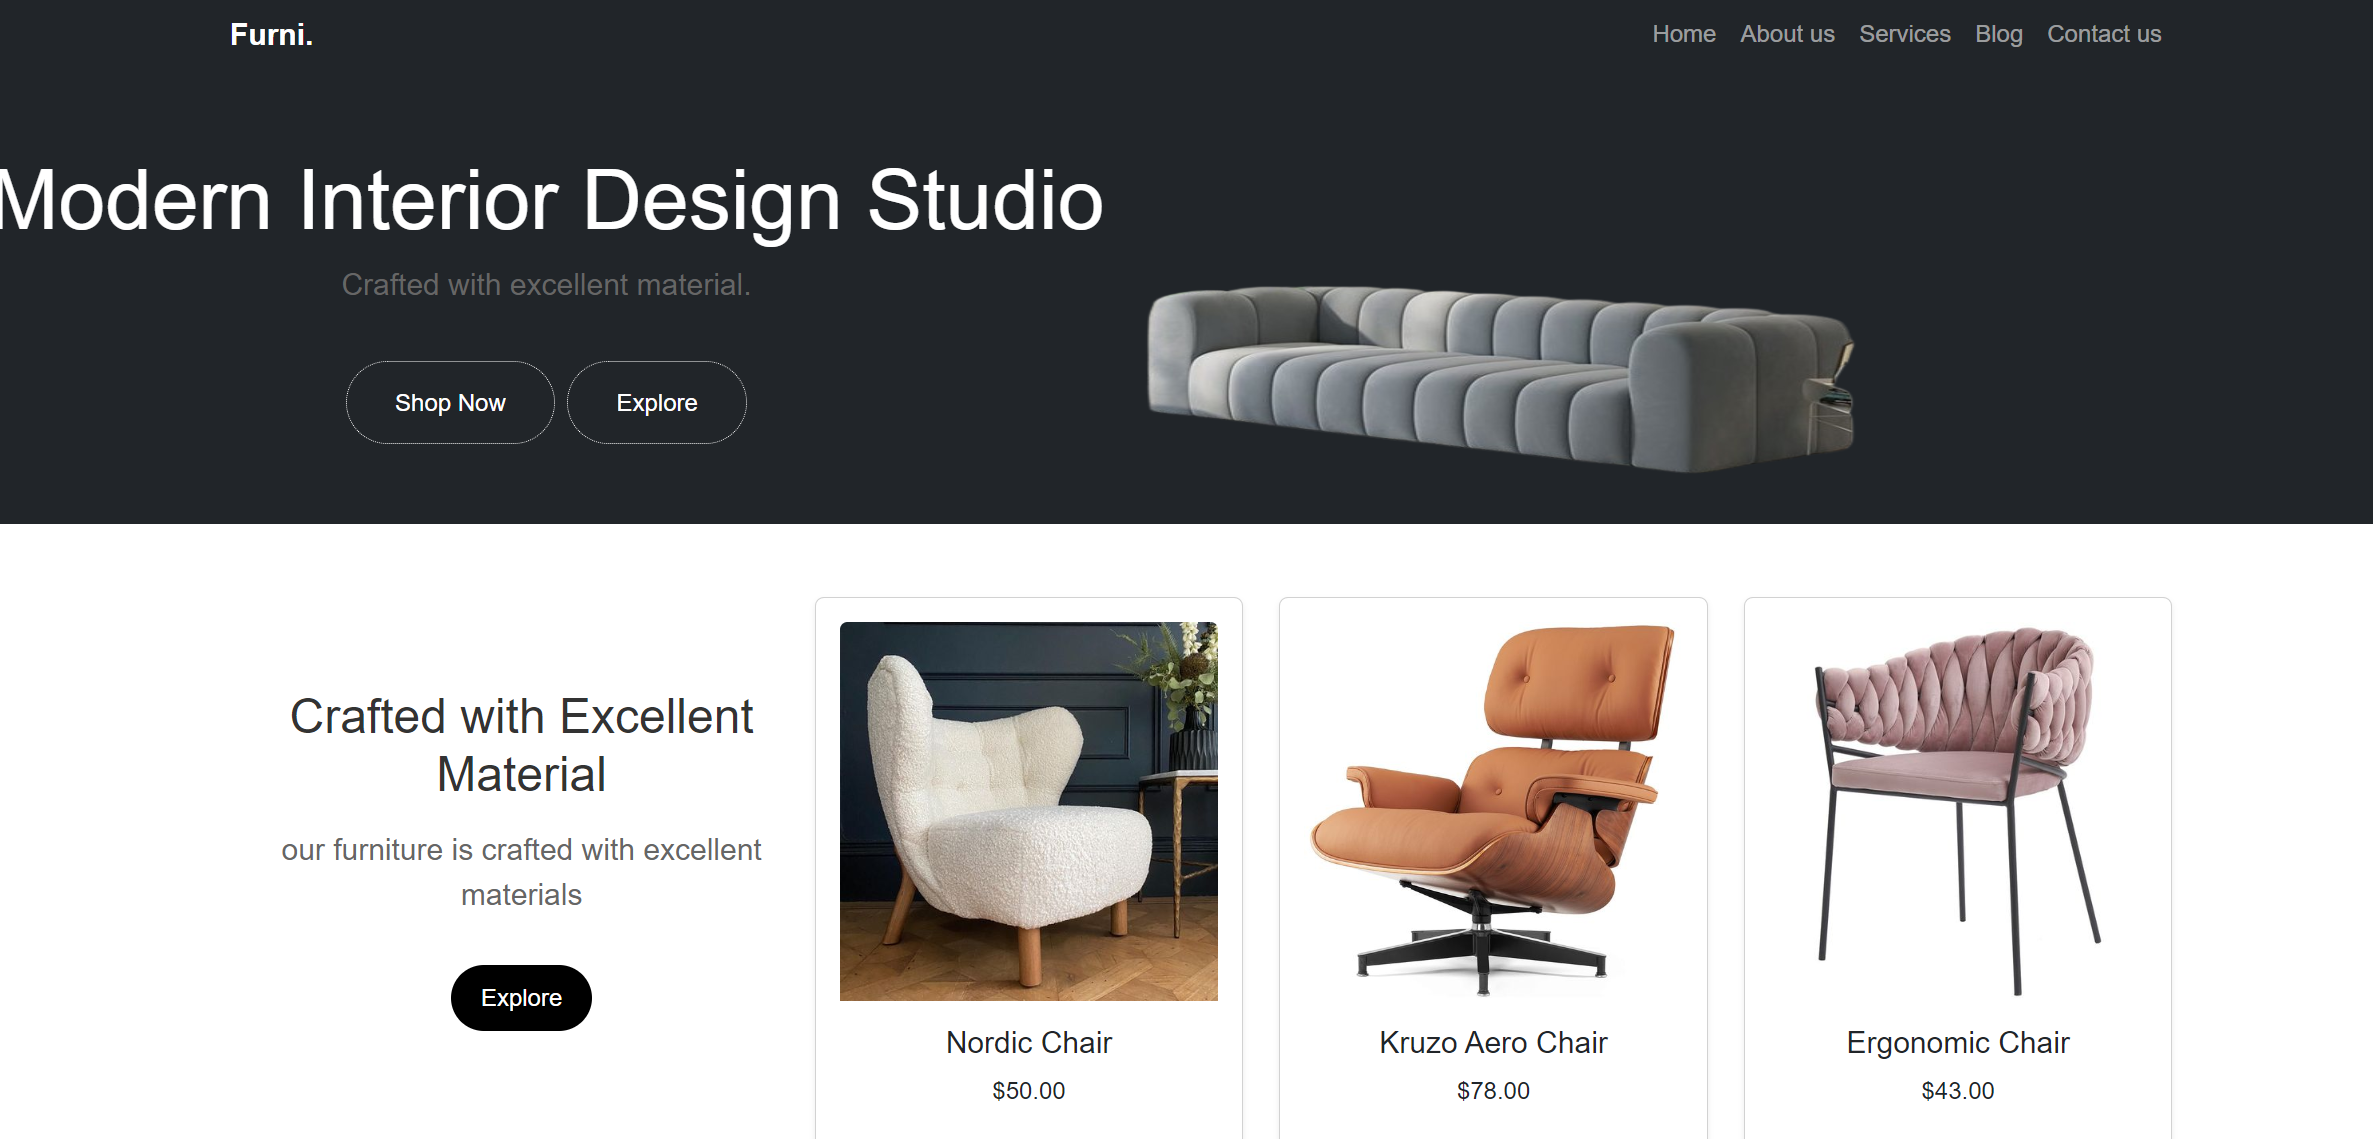 Furni.
Home About us Services Blog Contact us
Modern Interior Design Studio
Crafted with excellent material.
Shop Now Explore
Crafted with Excellent
Material
our furniture is crafted with excellent
materials
Explore
Nordic Chair
$50.00
Kruzo Aero Chair
$78.00
Ergonomic Chair
$43.00